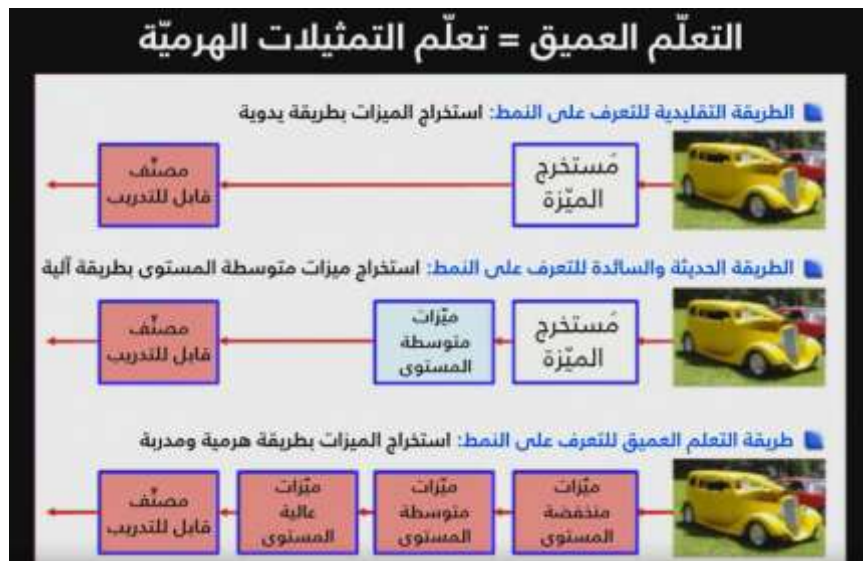 التعلّم العميق = تعلّم التمثيلات الهرميّة
الطريقة التقليدية للتعرف على النمط: استخراج الميزات بطريقة يدوية
مُستخرج
الميّزة
مصنّف
قابل للتدريب
الطريقة الحديثة والسائدة للتعرف على النمط: استخراج ميزات متوسطة المستوى بطريقة آلية
مُستخرج
الميّزة
ميّزات
متوسطة
المستوى
مصنّف
قابل للتدريب
طريقة التعلم العميق للتعرف على النمط: استخراج الميزات بطريقة هرمية ومدربة
ميّزات
منخفضة
المستوى
ميّزات
متوسطة
المستوى
ميّزات
عالية
المستوى
مصنّف
قابل للتدريب